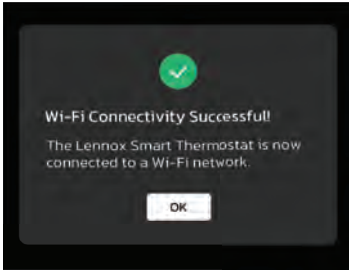 Wi-Fi Connectivity Successful!
The Lennox Smart Thermostat is now
connected to a Wi-Fi network.
OK